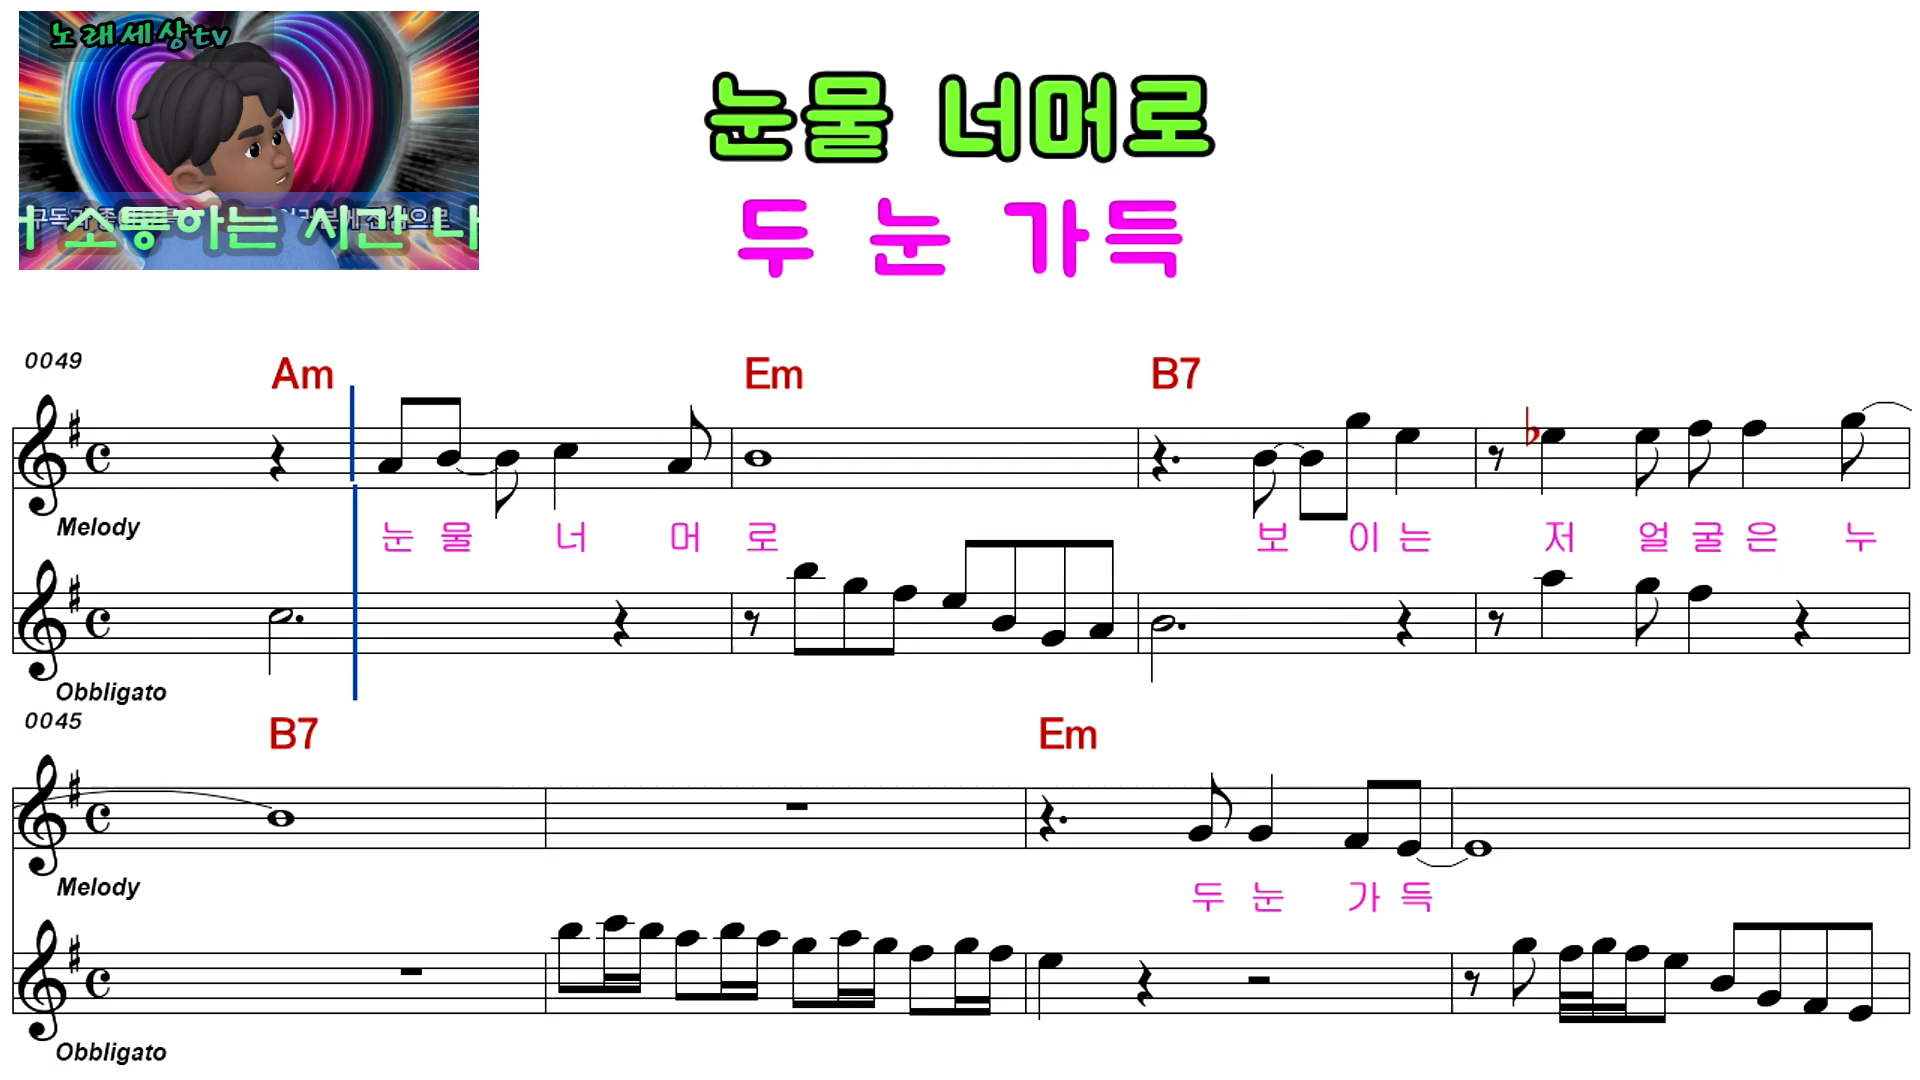 노래세상tv
소통하는 시간 나
눈물 너머로
두 눈 가득
0049
Am Em B7
Melody
눈 물 너 머 로 보 이 는 저 얼 굴 은 누
Obbligato
0045
B7 Em
Melody
두 눈 가 득
Obbligato